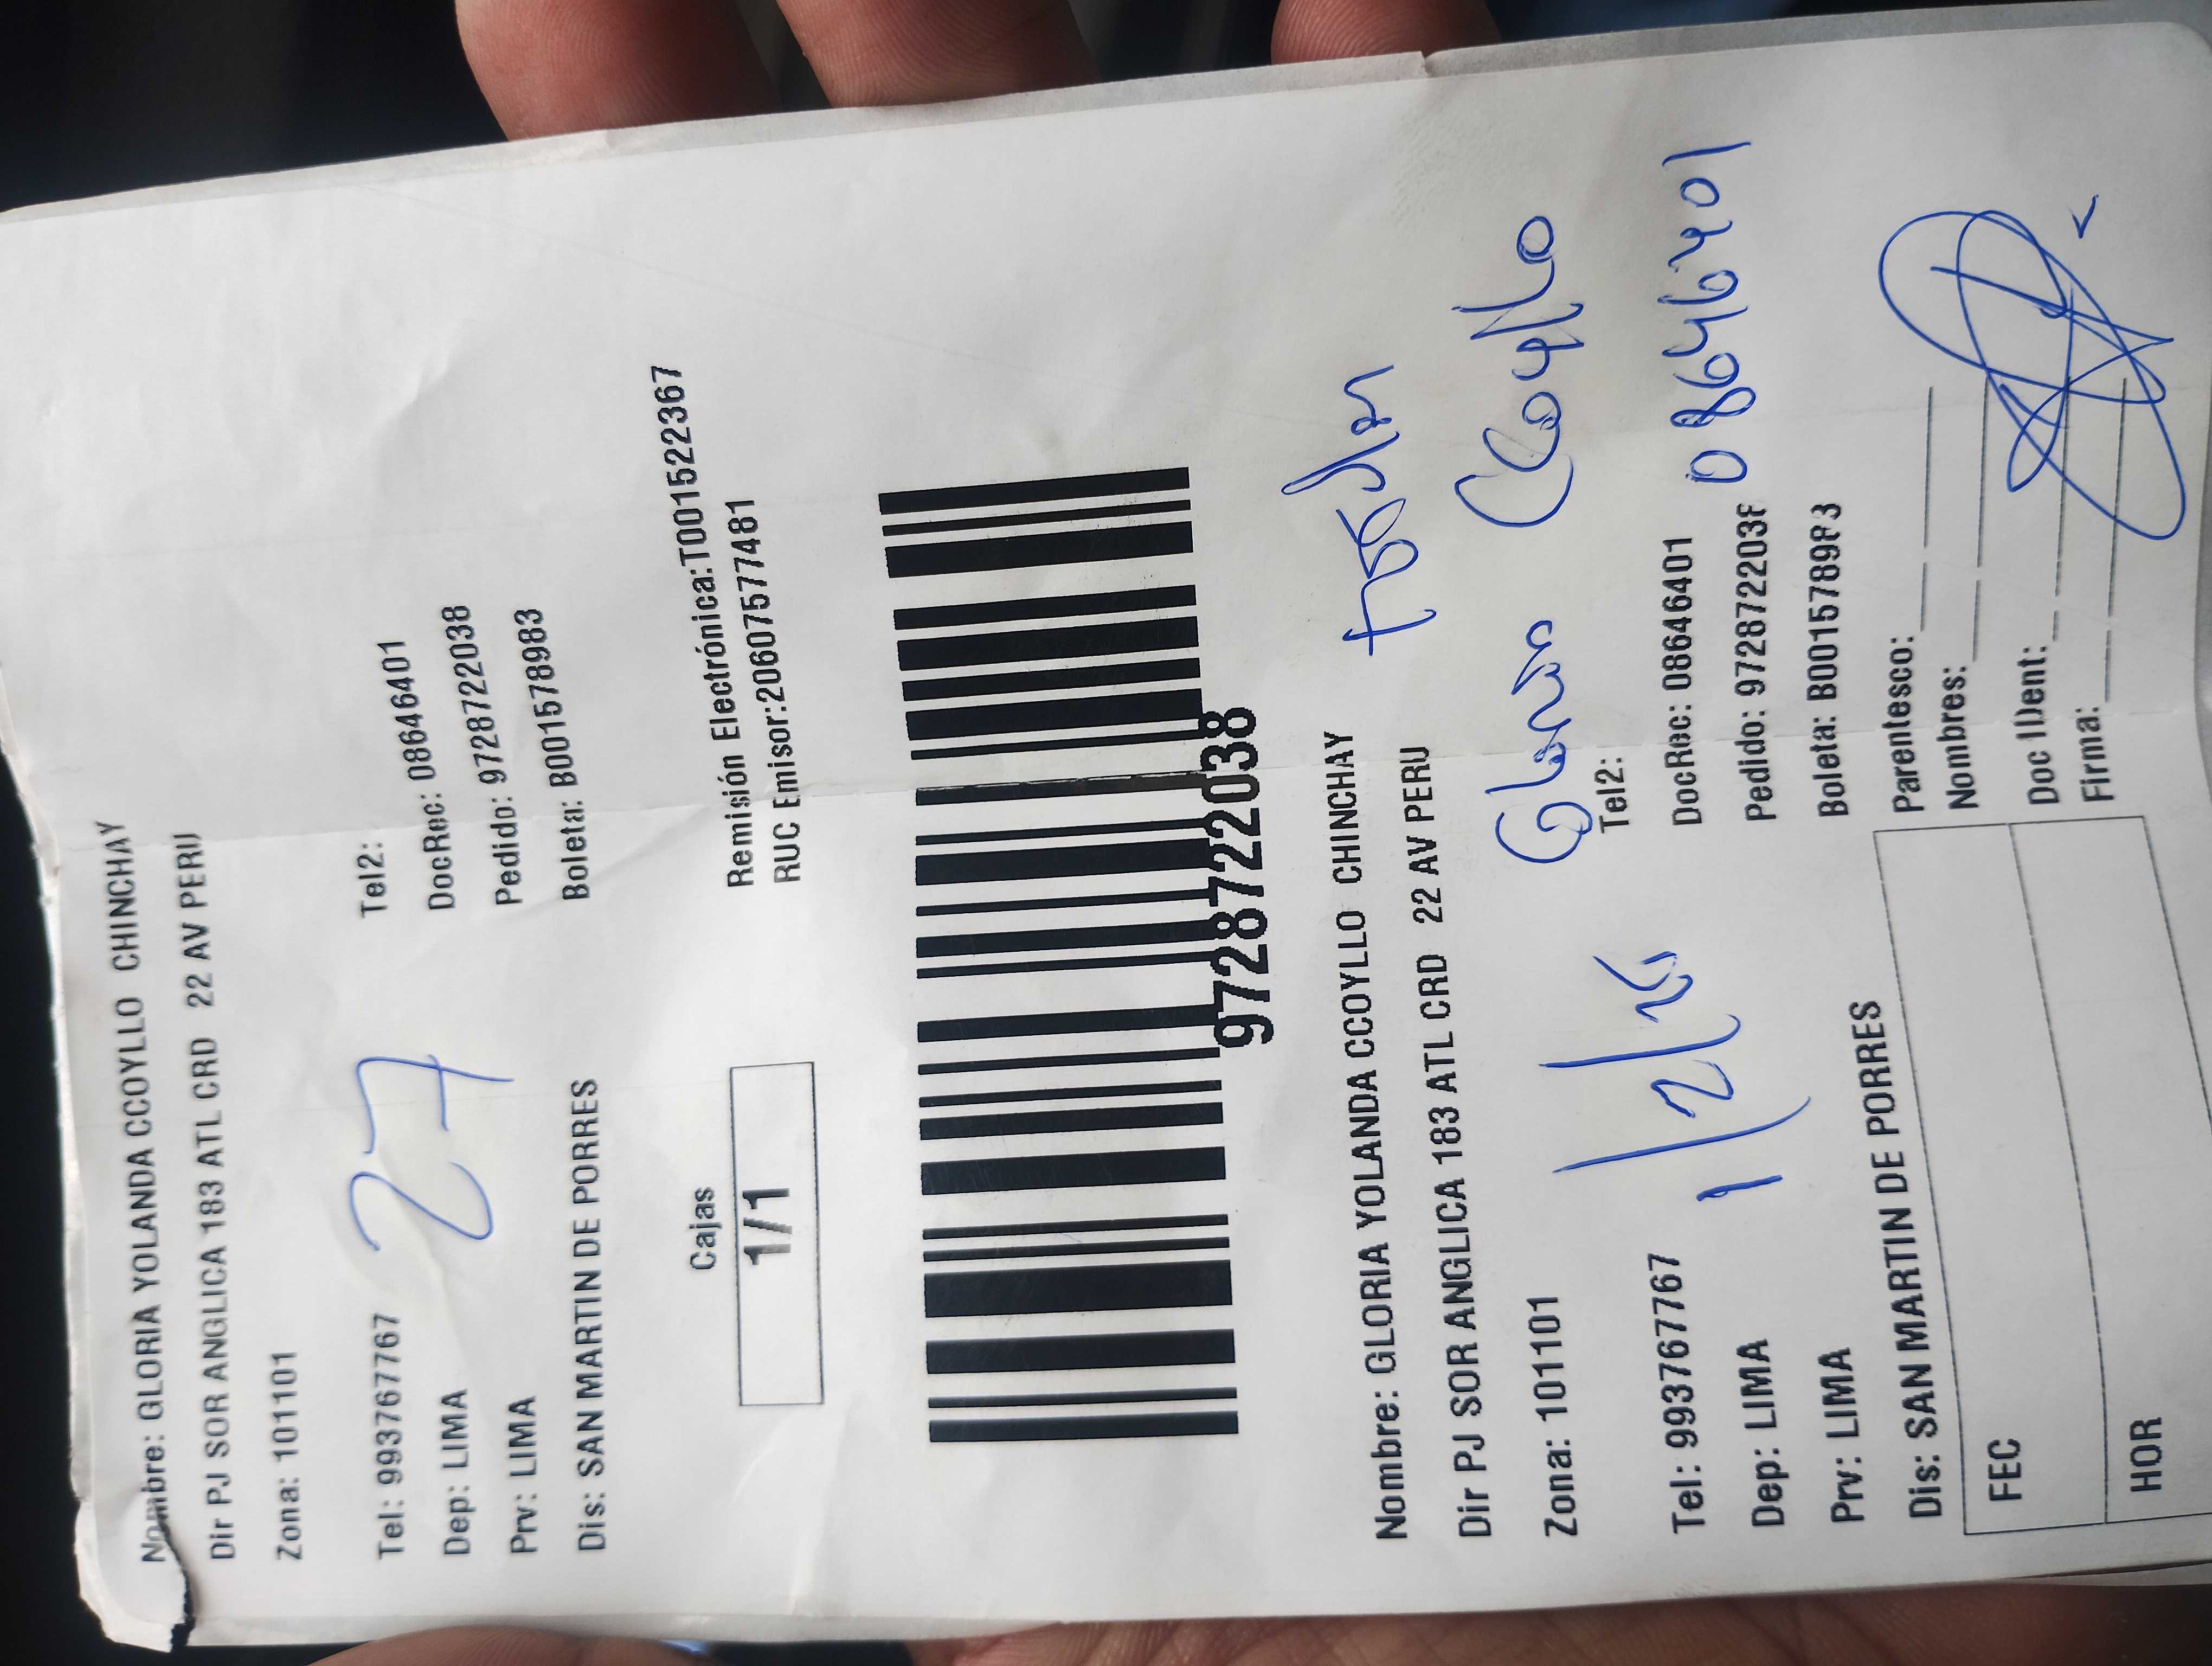 Nombre: GLORIA YOLANDA CCOYLLO CHINCHAY
Dir PJ SOR ANGLICA 183 ATL CRD 22 AV PERU
Zona: 101101
Tel: 993767767 27 Tel2:
Dep: LIMA DocRec: 08646401
Prv: LIMA Pedido: 9728722038
Dis: SAN MARTIN DE PORRES Boleta: B001578983
Cajas Remisión Electrónica:T001522367
1/1 RUC Emisor:20607577481
9728722038
Nombre: GLORIA YOLANDA CCOYLLO CHINCHAY
Dir PJ SOR ANGLICA 183 ATL CRD 22 AV PERU
Zona: 101101
Gloria Ccoyllo
Tel: 993767767 Tel2:
Dep: LIMA DocRec: 08646401 08646401
Prv: LIMA Pedido: 972872203
Dis: SAN MARTIN DE PORRES Boleta: B001578983
Parentesco:
FEC Nombres:
Doc IDent:
HOR Firma: